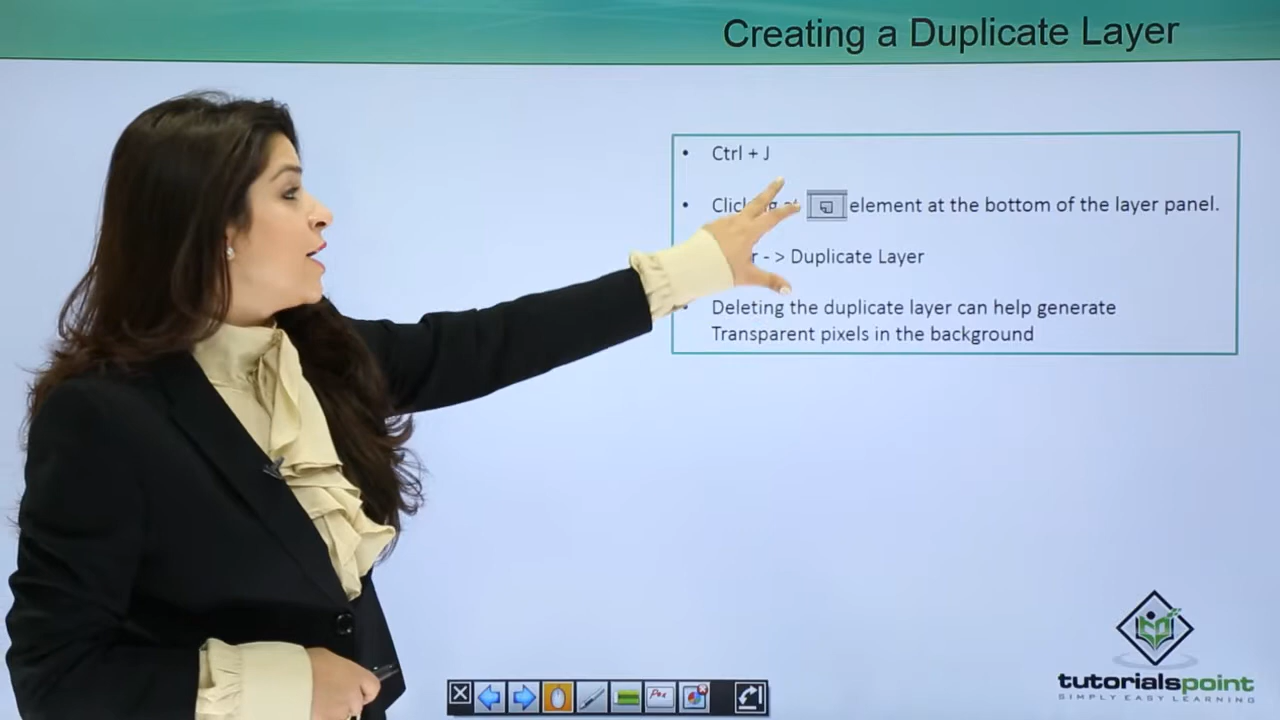 Creating a Duplicate Layer
• Ctrl + J
• element at the bottom of the layer panel.
- > Duplicate Layer
• Deleting the duplicate layer can help generate
Transparent pixels in the background
Pen
tutorialspoint
SIMPLY EASY LEARNING